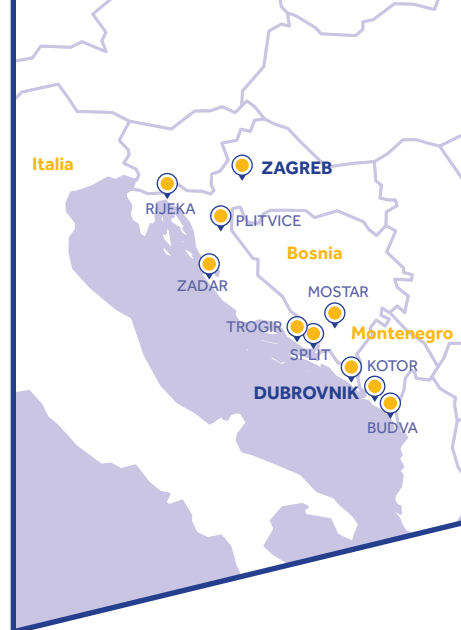 Italia
ZAGREB
RIJEKA
PLITVICE
Bosnia
ZADAR
MOSTAR
TROGIR
Montenegro
SPLIT
KOTOR
DUBROVNIK
BUDVA